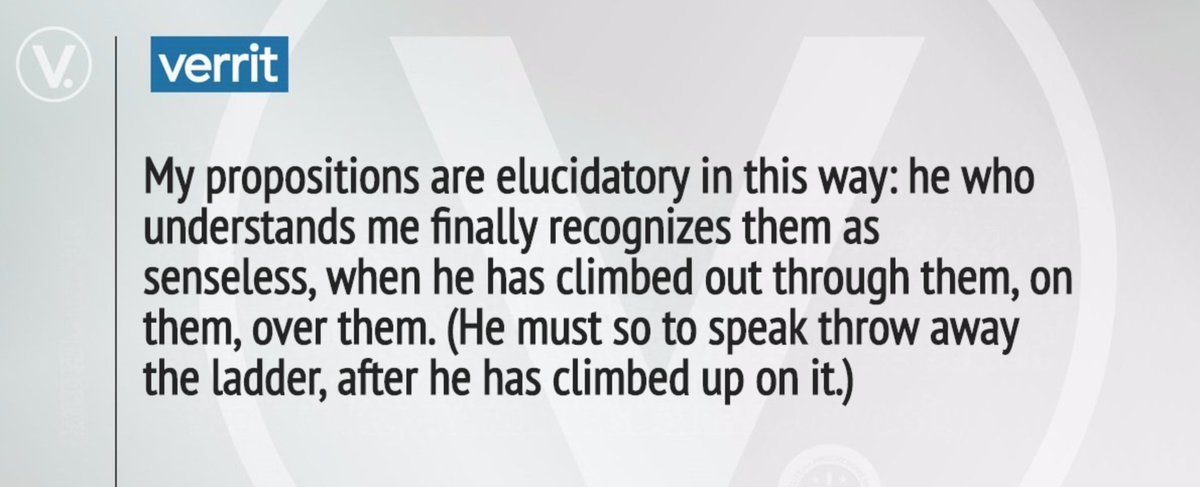 V.
verrit
My propositions are elucidatory in this way: he who
understands me finally recognizes them as
senseless, when he has climbed out through them, on
them, over them. (He must so to speak throw away
the ladder, after he has climbed up on it.)